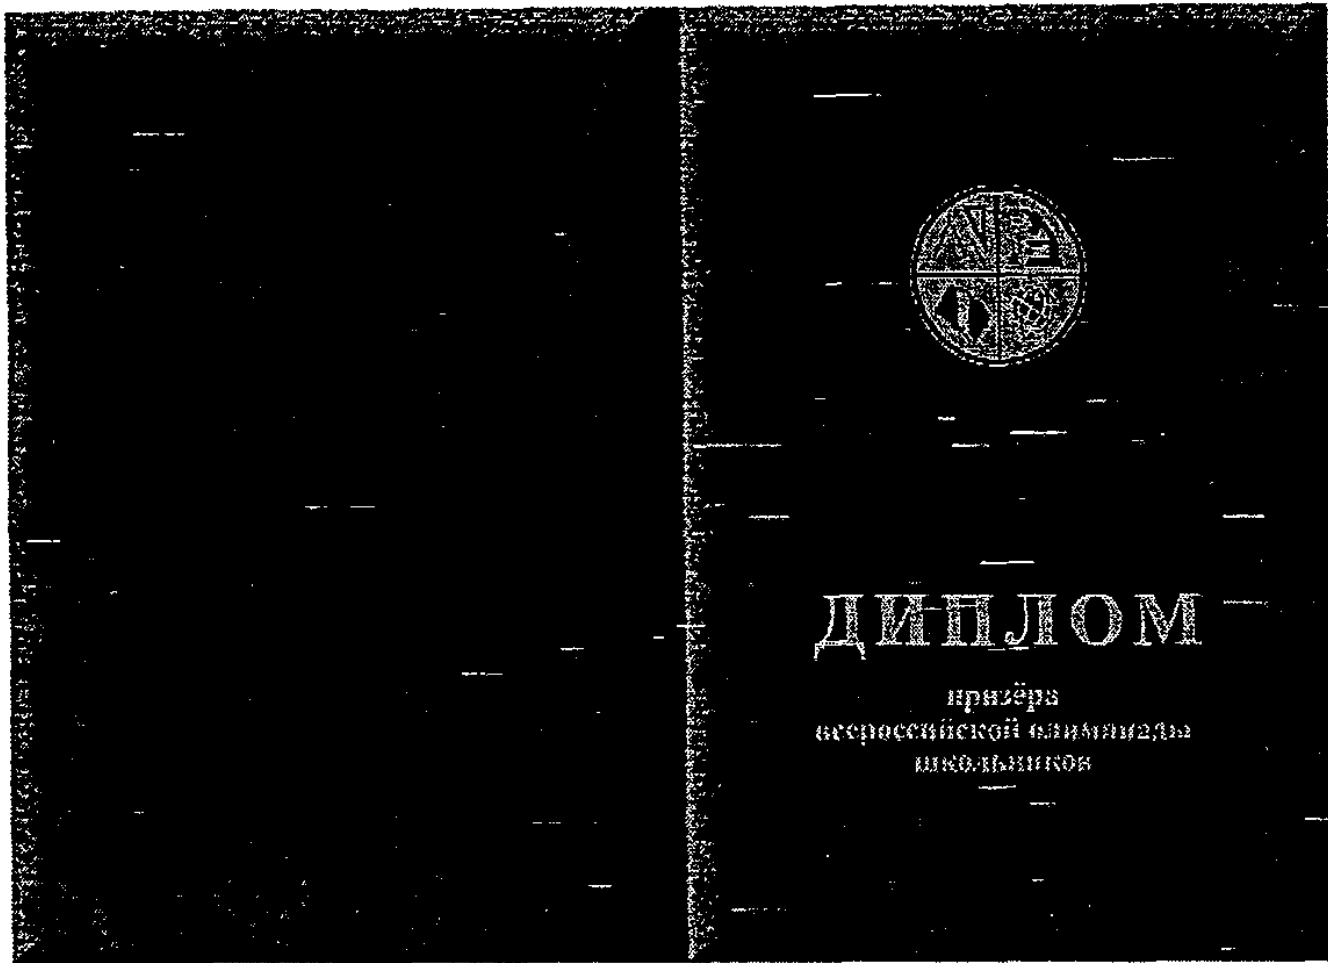 ДИПЛОМ
призёра
всероссийской олимпиады
школьников